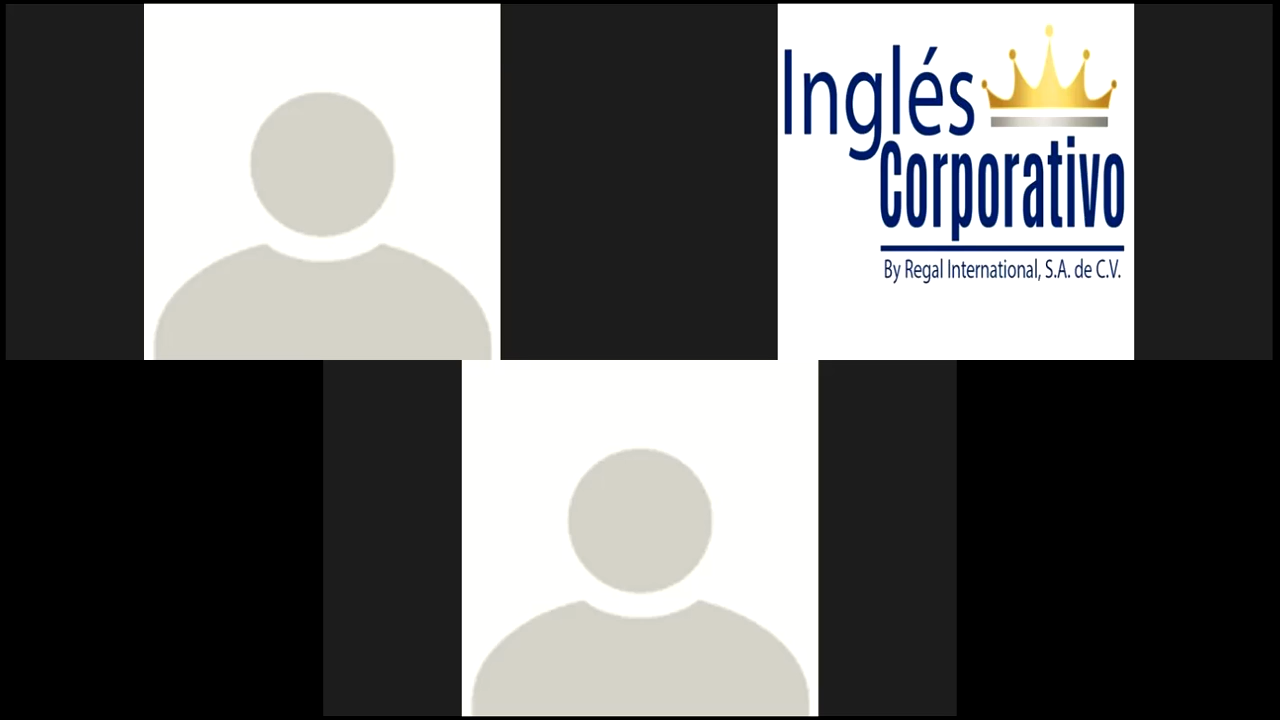 Inglés
Corporativo
By Regal International, S.A. de C.V.